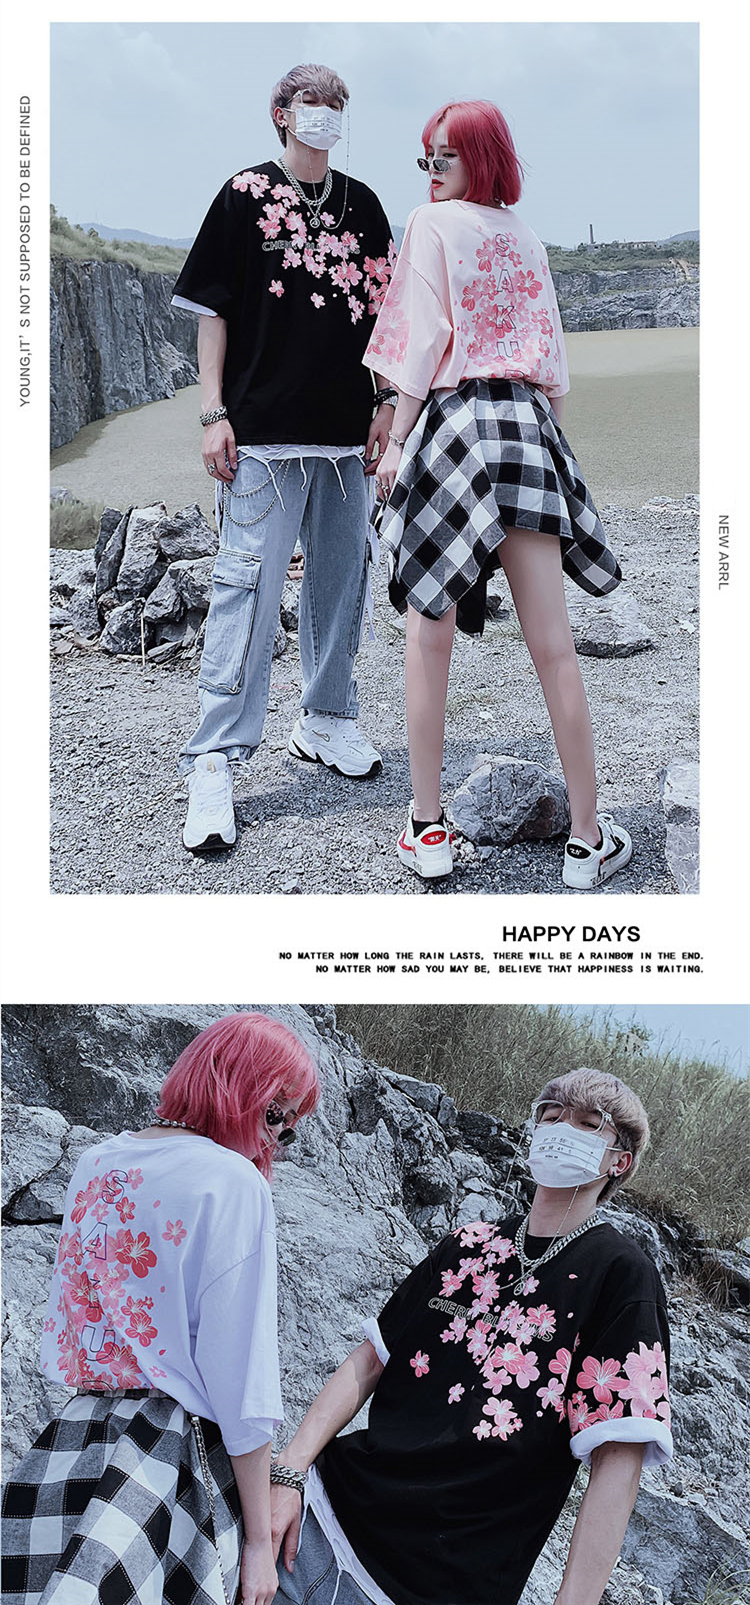 YOUNG,IT'S NOT SUPPOSED TO BE DEFINED
SAKU
NEW ARRL
HAPPY DAYS
NO MATTER HOW LONG THE RAIN LASTS, THERE WILL BE A RAINBOW IN THE END.
NO MATTER HOW SAD YOU MAY BE, BELIEVE THAT HAPPINESS IS WAITING.
SAKU